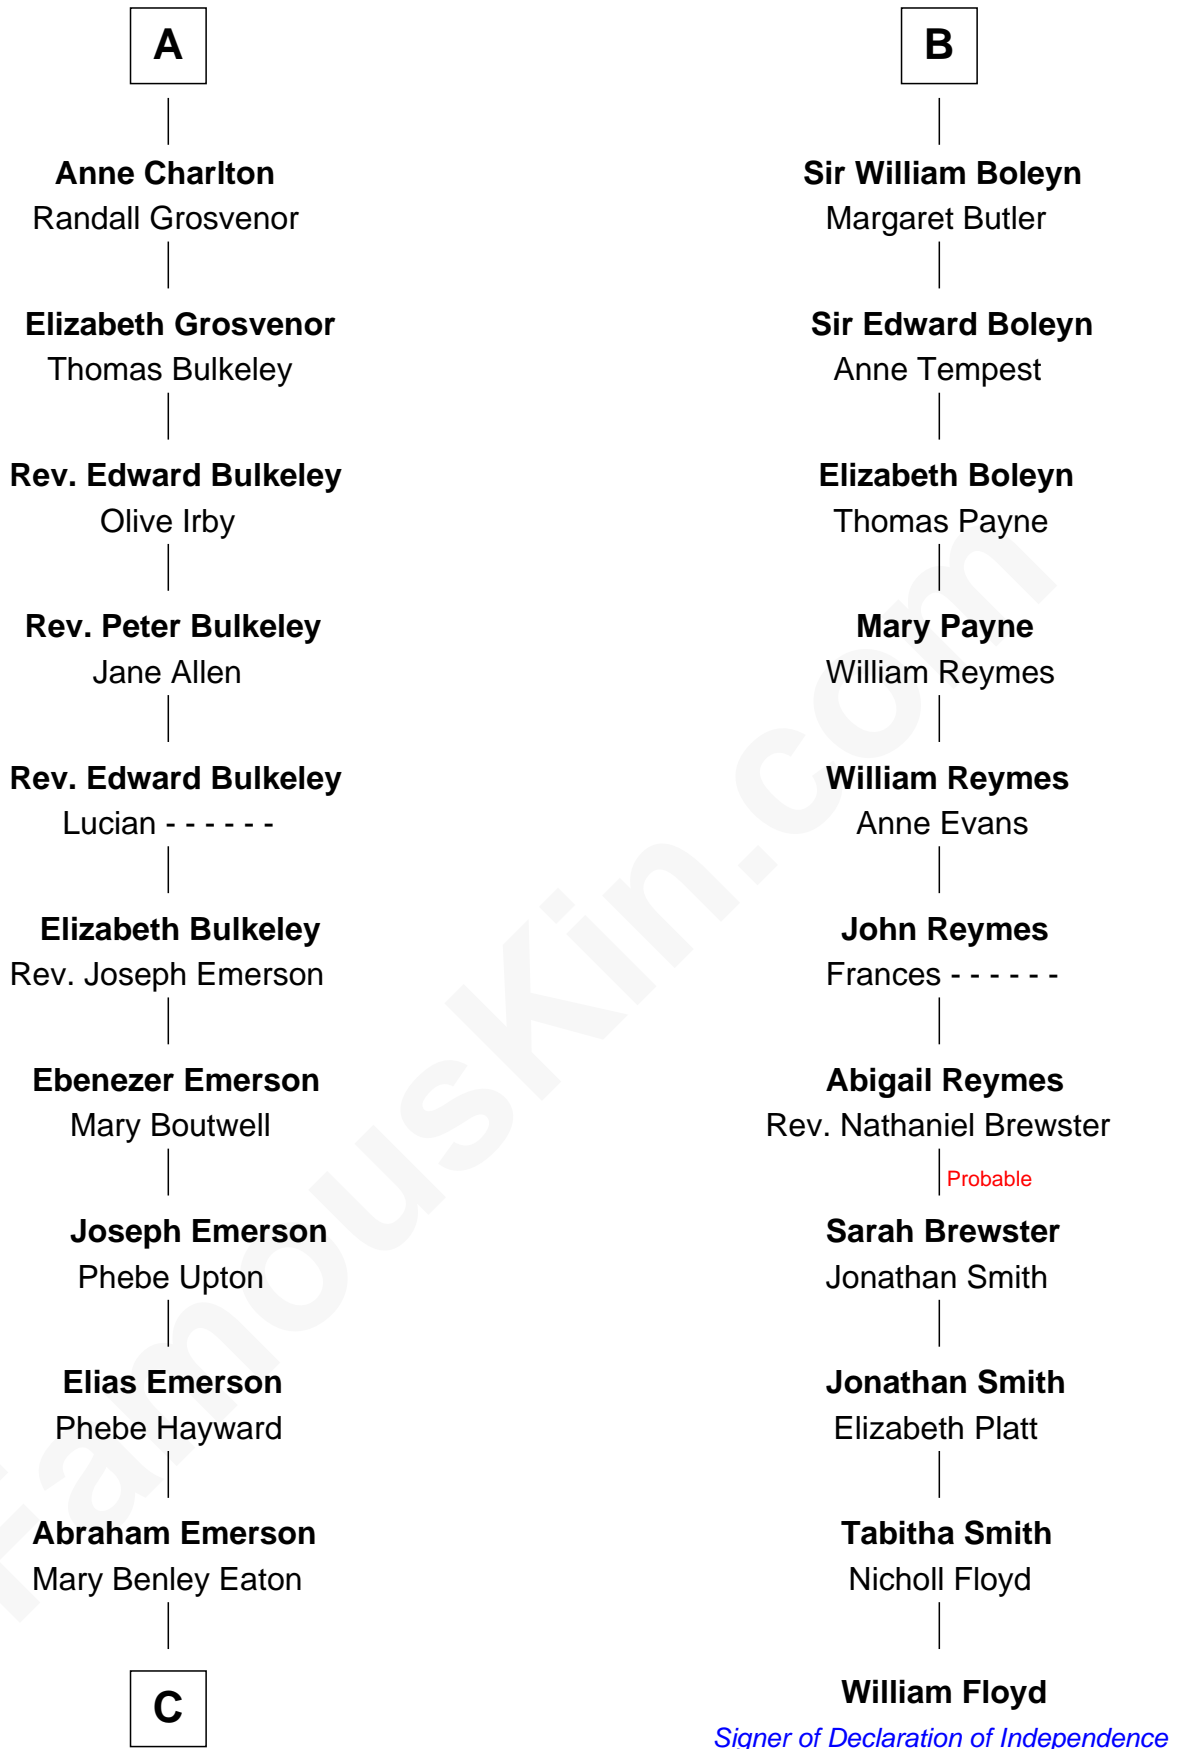 A
Anne Charlton
Randall Grosvenor
Elizabeth Grosvenor
Thomas Bulkeley
Rev. Edward Bulkeley
Olive Irby
Rev. Peter Bulkeley
Jane Allen
Rev. Edward Bulkeley
Lucian - - - - - -
Elizabeth Bulkeley
Rev. Joseph Emerson
Ebenezer Emerson
Mary Boutwell
Joseph Emerson
Phebe Upton
Elias Emerson
Phebe Hayward
Abraham Emerson
Mary Benley Eaton
C
B
Sir William Boleyn
Margaret Butler
Sir Edward Boleyn
Anne Tempest
Elizabeth Boleyn
Thomas Payne
Mary Payne
William Reymes
William Reymes
Anne Evans
John Reymes
Frances - - - - - -
Abigail Reymes
Rev. Nathaniel Brewster
Probable
Sarah Brewster
Jonathan Smith
Jonathan Smith
Elizabeth Platt
Tabitha Smith
Nicholl Floyd
William Floyd
Signer of Declaration of Independence
FamousKin.com